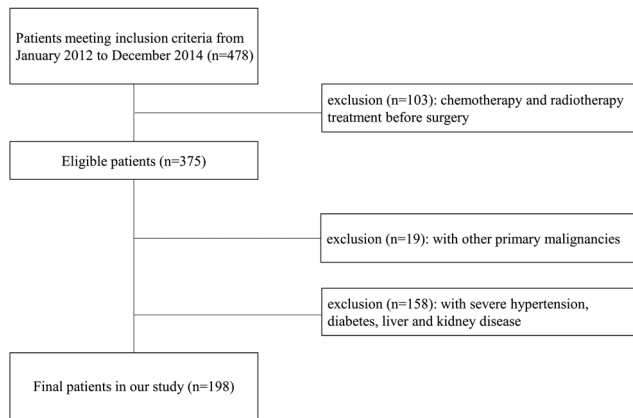 Patients meeting inclusion criteria from
January 2012 to December 2014 (n=478)
exclusion (n=103): chemotherapy and radiotherapy
treatment before surgery
Eligible patients (n=375)
exclusion (n=19): with other primary malignancies
exclusion (n=158): with severe hypertension,
diabetes, liver and kidney disease
Final patients in our study (n=198)